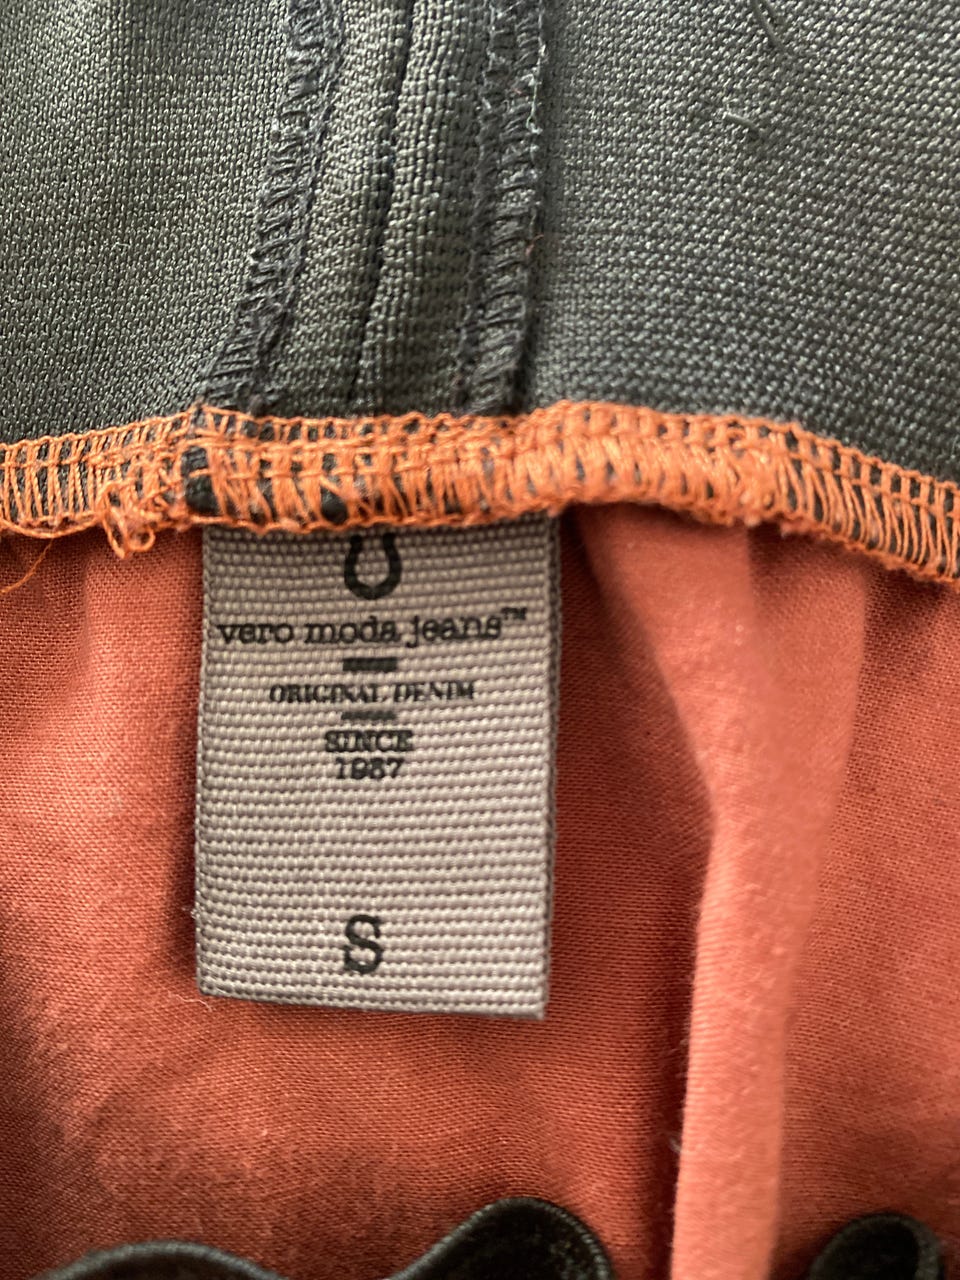 vero moda jeans™
ORIGINAL DENIM
SINCE
1987
S